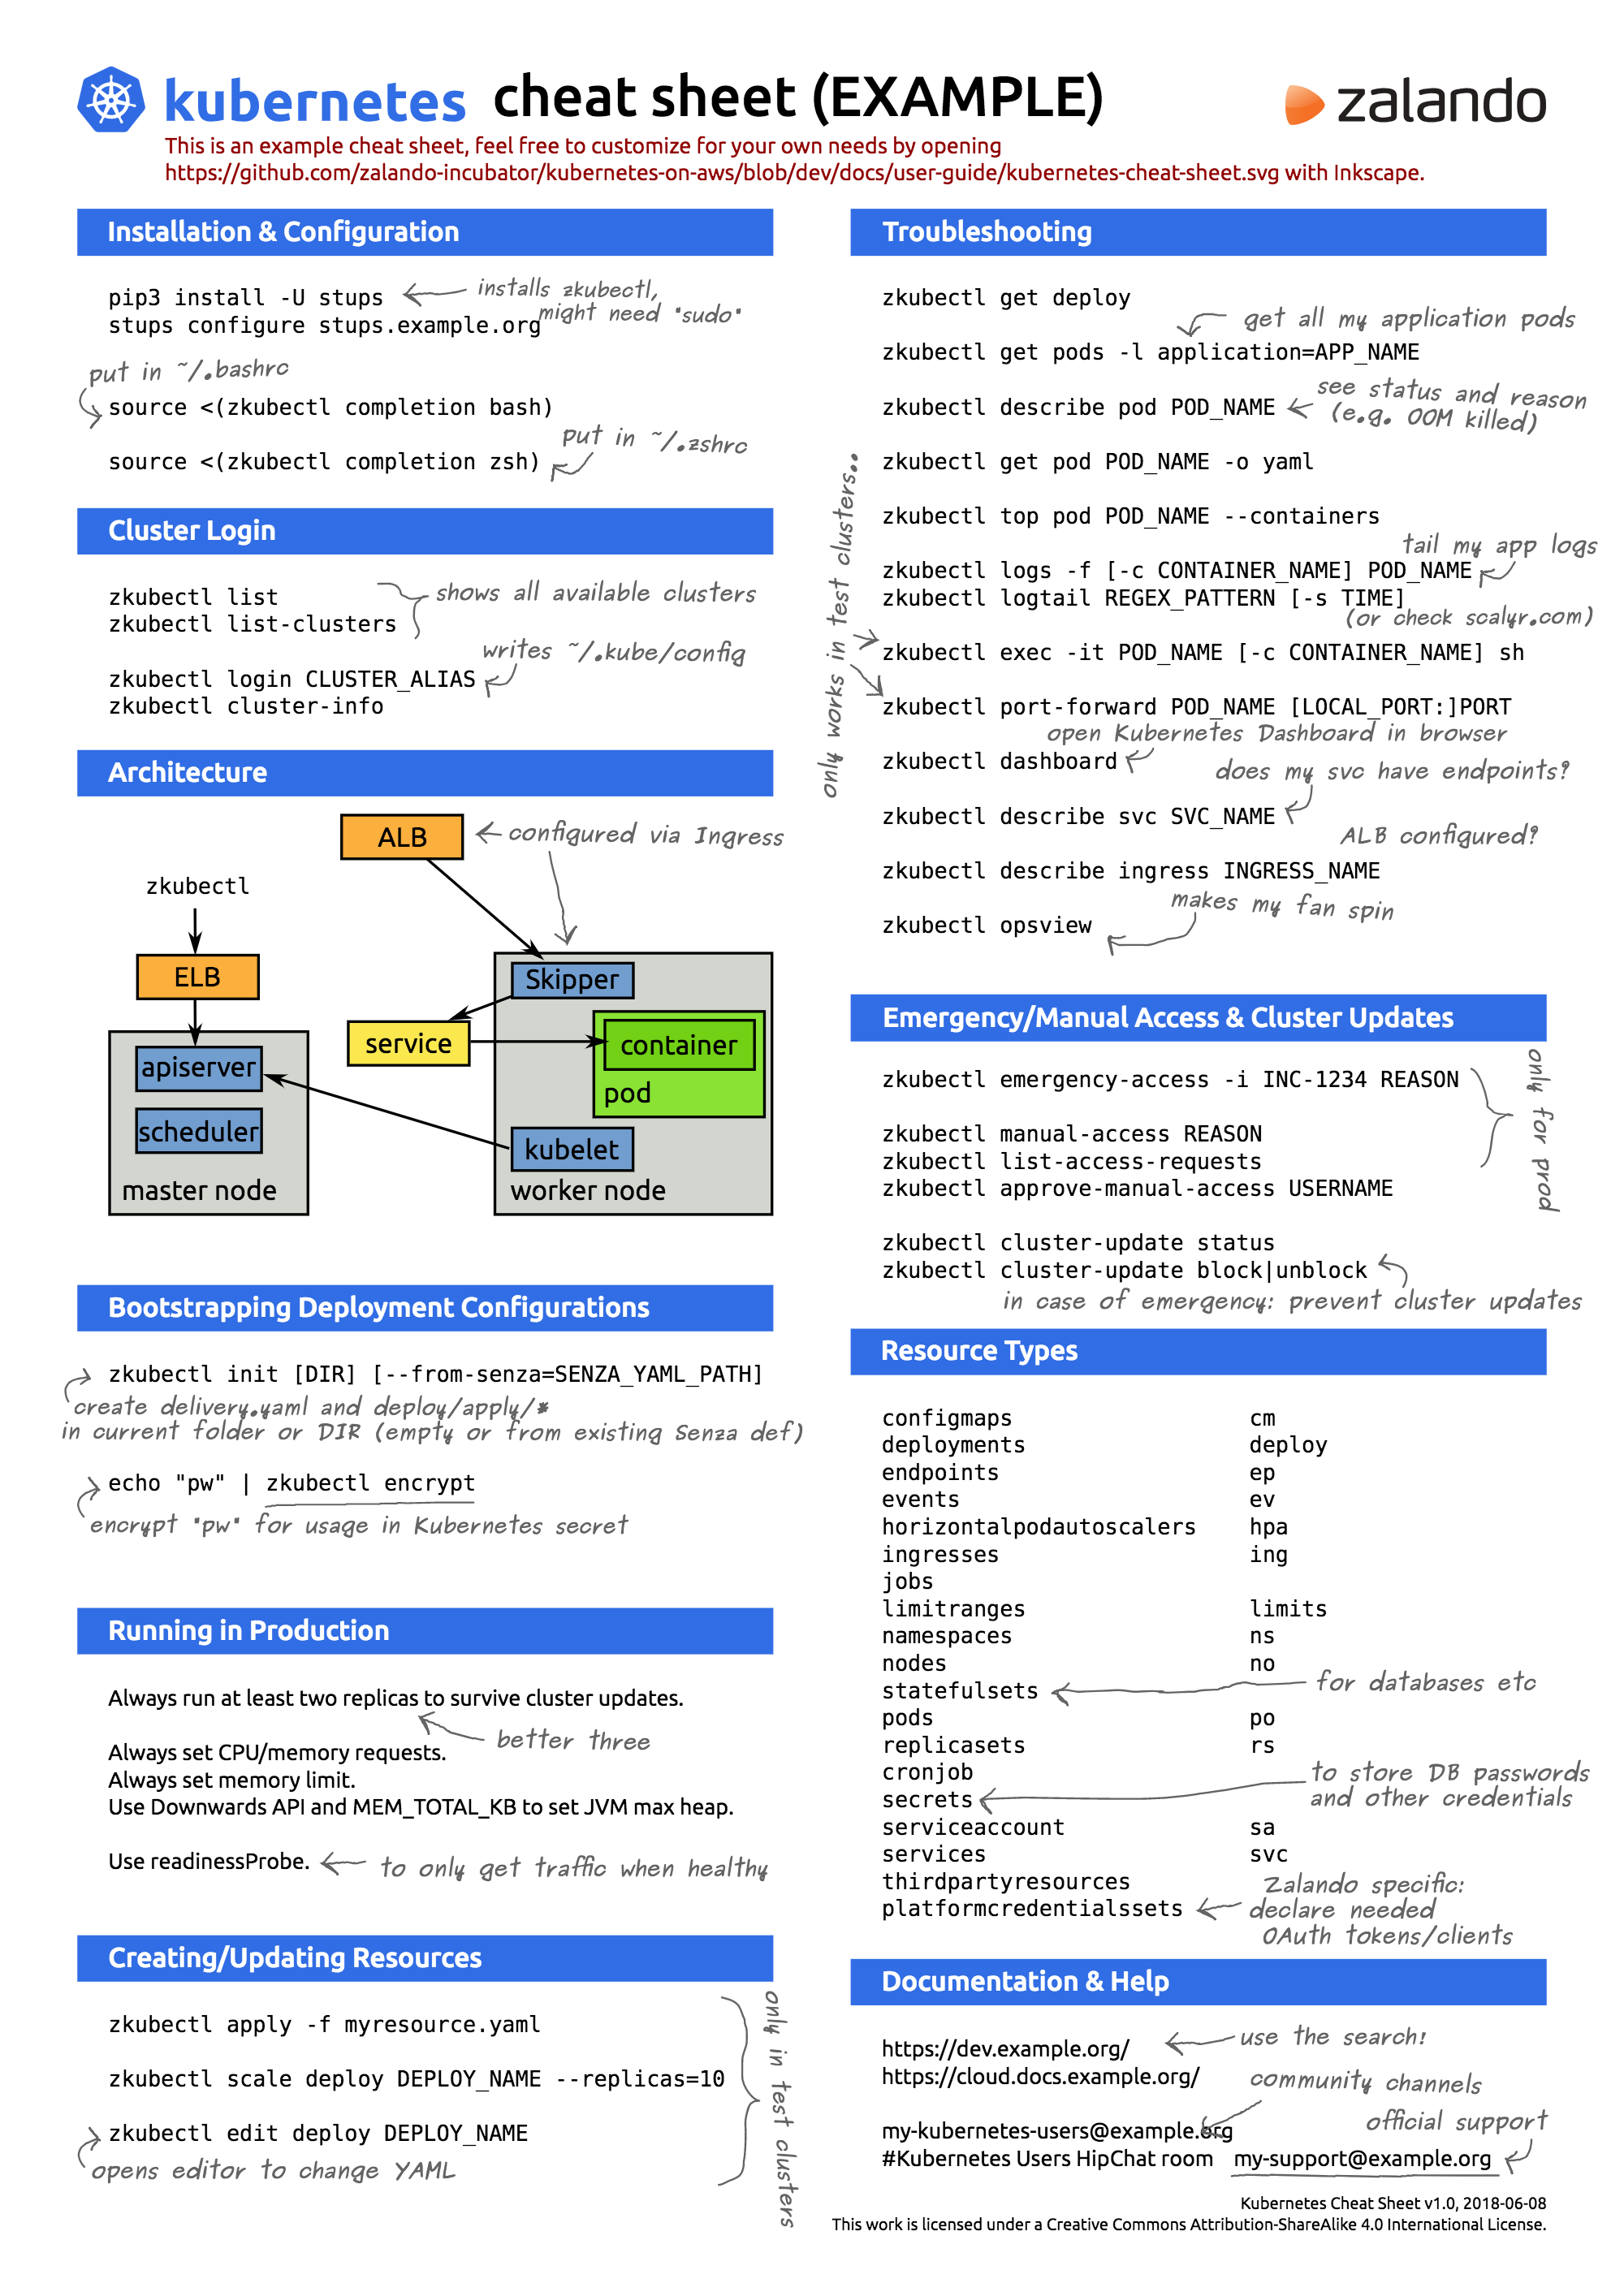 kubernetes cheat sheet (EXAMPLE)
zalando
This is an example cheat sheet, feel free to customize for your own needs by opening
https://github.com/zalando-incubator/kubernetes-on-aws/blob/dev/docs/user-guide/kubernetes-cheat-sheet.svg with Inkscape.
Installation & Configuration
pip3 install -U stups
installs zkubectl,
might need "sudo"
stups configure stups.example.org
put in ~/.bashrc
source <(zkubectl completion bash)
put in ~/.zshrc
source <(zkubectl completion zsh)
Cluster Login
zkubectl list
zkubectl list-clusters
shows all available clusters
writes ~/.kube/config
zkubectl login CLUSTER_ALIAS
zkubectl cluster-info
Architecture
ALB
configured via Ingress
zkubectl
ELB
Skipper
service
container
pod
apiserver
scheduler
kubelet
master node
worker node
Bootstrapping Deployment Configurations
zkubectl init [DIR] [--from-senza=SENZA_YAML_PATH]
create delivery.yaml and deploy/apply/*
in current folder or DIR (empty or from existing Senza def)
echo "pw" | zkubectl encrypt
encrypt "pw" for usage in Kubernetes secret
Running in Production
Always run at least two replicas to survive cluster updates.
better three
Always set CPU/memory requests.
Always set memory limit.
Use Downwards API and MEM_TOTAL_KB to set JVM max heap.
Use readinessProbe.
to only get traffic when healthy
Creating/Updating Resources
zkubectl apply -f myresource.yaml
zkubectl scale deploy DEPLOY_NAME --replicas=10
zkubectl edit deploy DEPLOY_NAME
opens editor to change YAML
only in test clusters
Troubleshooting
zkubectl get deploy
get all my application pods
zkubectl get pods -l application=APP_NAME
zkubectl describe pod POD_NAME
see status and reason
(e.g. OOM killed)
zkubectl get pod POD_NAME -o yaml
zkubectl top pod POD_NAME --containers
tail my app logs
zkubectl logs -f [-c CONTAINER_NAME] POD_NAME
zkubectl logtail REGEX_PATTERN [-s TIME]
(or check scalyr.com)
only works in test clusters..
zkubectl exec -it POD_NAME [-c CONTAINER_NAME] sh
zkubectl port-forward POD_NAME [LOCAL_PORT:]PORT
open Kubernetes Dashboard in browser
zkubectl dashboard
does my svc have endpoints?
zkubectl describe svc SVC_NAME
ALB configured?
zkubectl describe ingress INGRESS_NAME
makes my fan spin
zkubectl opsview
Emergency/Manual Access & Cluster Updates
zkubectl emergency-access -i INC-1234 REASON
zkubectl manual-access REASON
zkubectl list-access-requests
zkubectl approve-manual-access USERNAME
only for prod
zkubectl cluster-update status
zkubectl cluster-update block|unblock
in case of emergency: prevent cluster updates
Resource Types
configmaps cm
deployments deploy
endpoints ep
events ev
horizontalpodautoscalers hpa
ingresses ing
jobs
limitranges limits
namespaces ns
nodes no
statefulsets
for databases etc
pods po
replicasets rs
cronjob
secrets
to store DB passwords
and other credentials
serviceaccount sa
services svc
thirdpartyresources
platformcredentialssets
Zalando specific:
declare needed
OAuth tokens/clients
Documentation & Help
https://dev.example.org/
use the search!
https://cloud.docs.example.org/
community channels
my-kubernetes-users@example.org
official support
#Kubernetes Users HipChat room my-support@example.org
Kubernetes Cheat Sheet v1.0, 2018-06-08
This work is licensed under a Creative Commons Attribution-ShareAlike 4.0 International License.